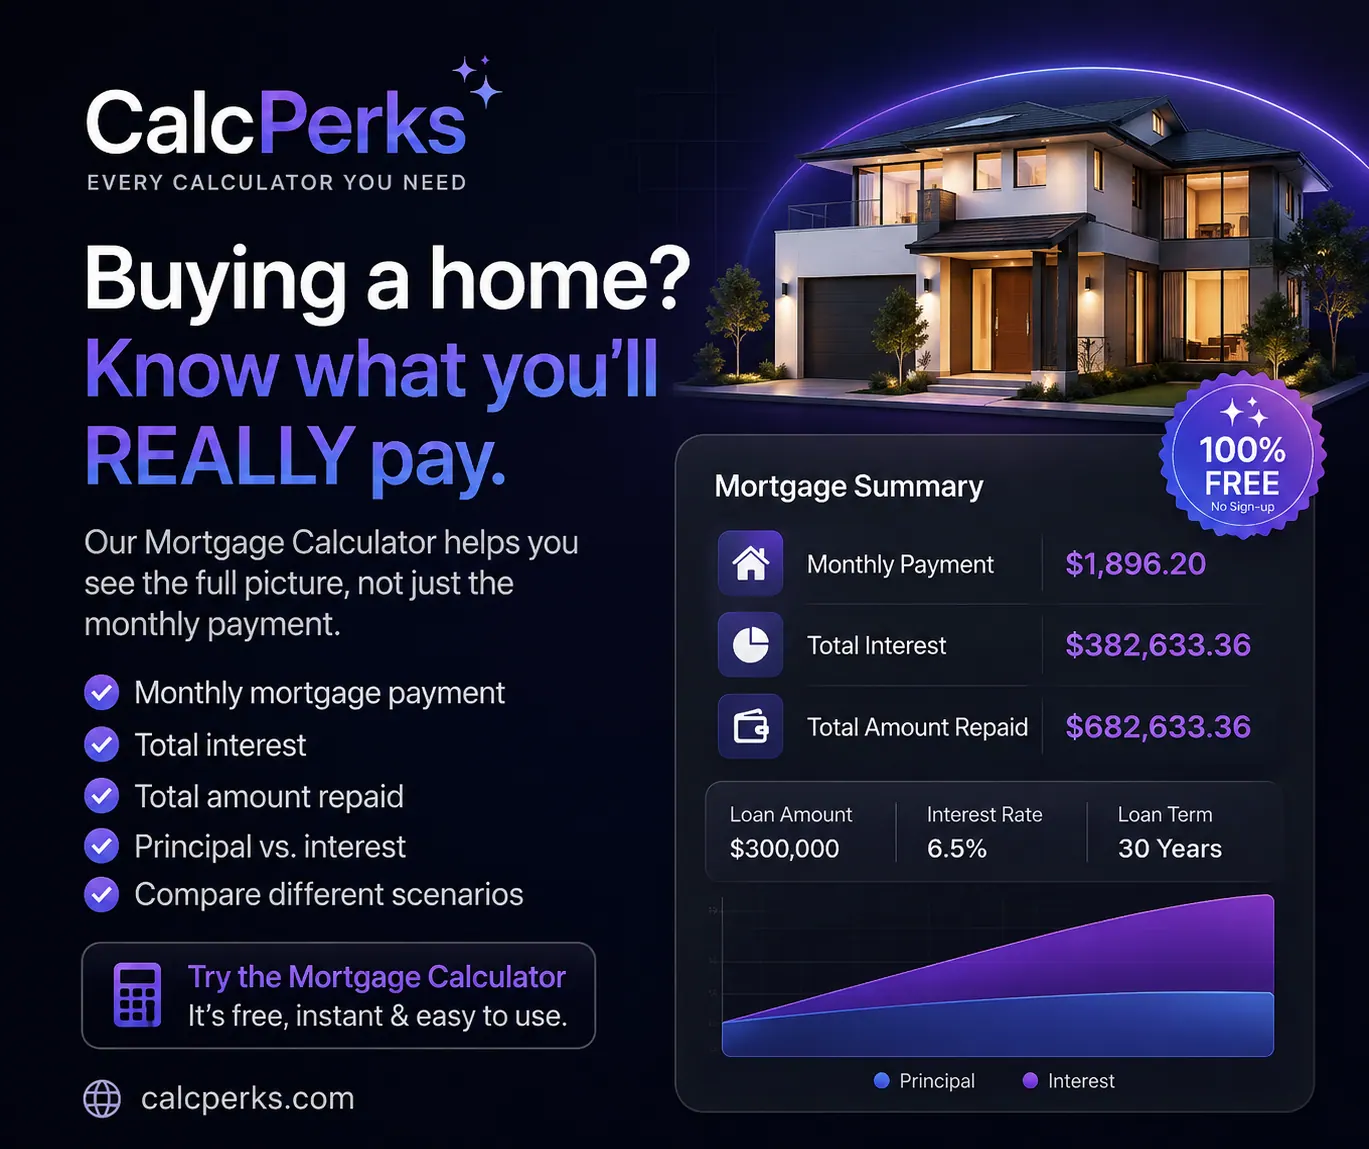 CalcPerks
EVERY CALCULATOR YOU NEED
Buying a home?
Know what you'll
REALLY pay.
Our Mortgage Calculator helps you
see the full picture, not just the
monthly payment.
Monthly mortgage payment
Total interest
Total amount repaid
Principal vs. interest
Compare different scenarios
Try the Mortgage Calculator
It's free, instant & easy to use.
calcperks.com
100%
FREE
No Sign-up
Mortgage Summary
Monthly Payment $1,896.20
Total Interest $382,633.36
Total Amount Repaid $682,633.36
Loan Amount Interest Rate Loan Term
$300,000 6.5% 30 Years
Principal Interest